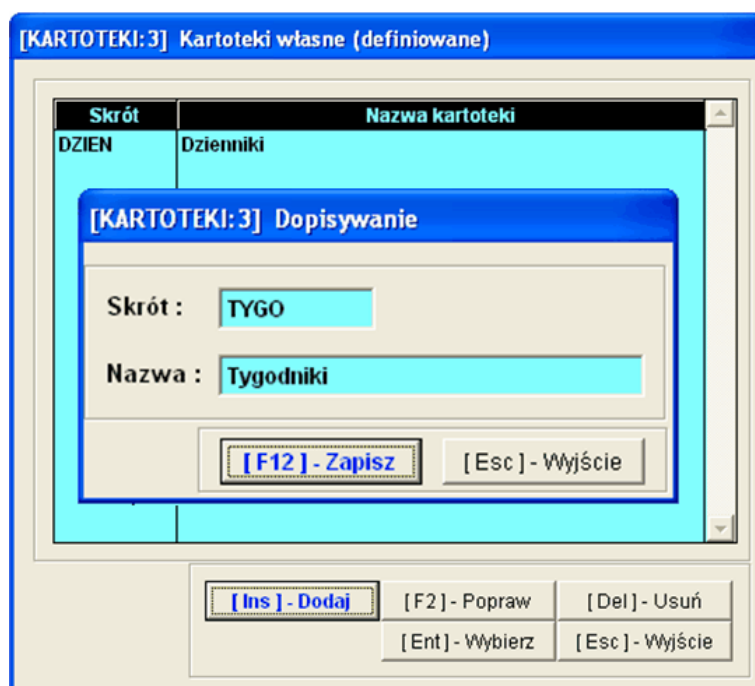 [KARTOTEKI:3] Kartoteki własne (definiowane)
Skrót Nazwa kartoteki
DZIEN Dzienniki
[KARTOTEKI:3] Dopisywanie
Skrót : TYGO
Nazwa : Tygodniki
[ F12 ] - Zapisz [ Esc ] - Wyjście
[ Ins ] - Dodaj [ F2 ] - Popraw [ Del ] - Usuń
[ Ent ] - Wybierz [ Esc ] - Wyjście